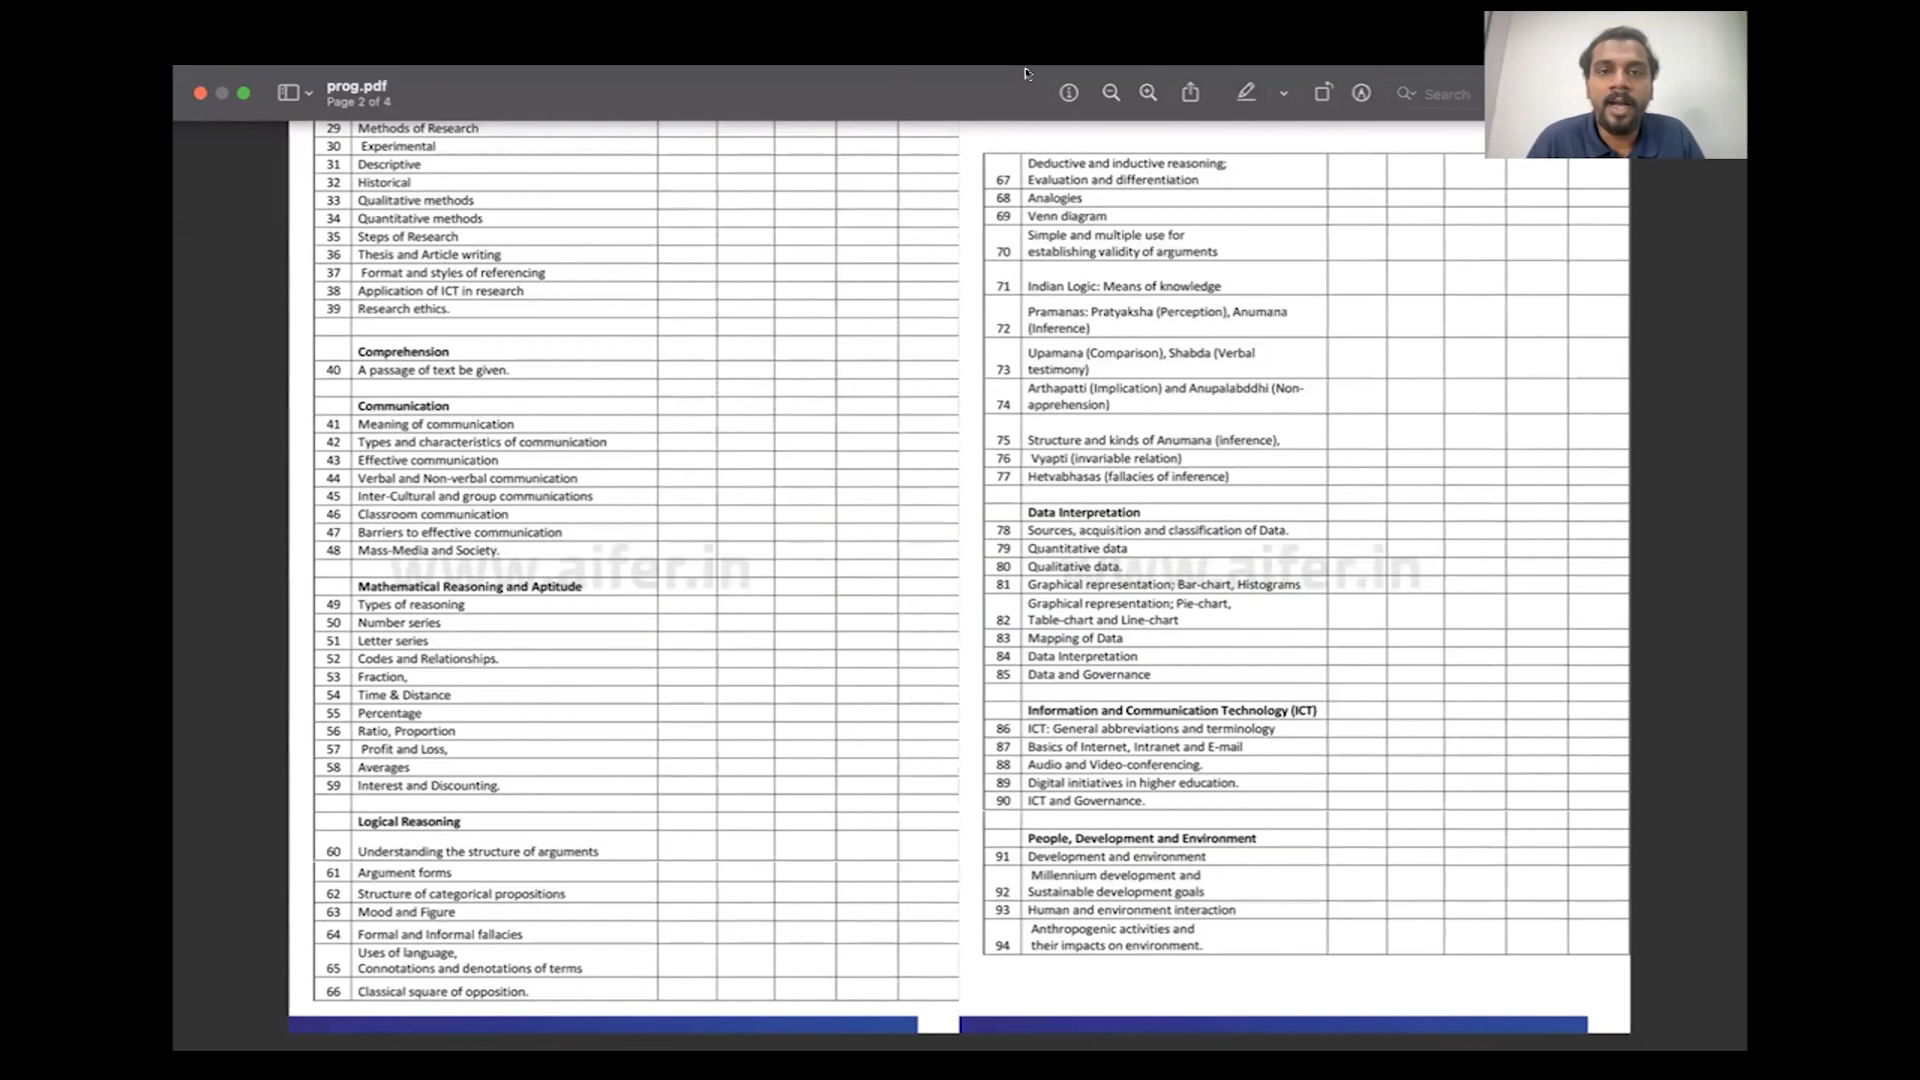 prog.pdf
Page 2 of 4
Search
29 Methods of Research
30 Experimental
31 Descriptive
32 Historical
33 Qualitative methods
34 Quantitative methods
35 Steps of Research
36 Thesis and Article writing
37 Format and styles of referencing
38 Application of ICT in research
39 Research ethics.
Comprehension
40 A passage of text be given.
Communication
41 Meaning of communication
42 Types and characteristics of communication
43 Effective communication
44 Verbal and Non-verbal communication
45 Inter-Cultural and group communications
46 Classroom communication
47 Barriers to effective communication
48 Mass-Media and Society.
www.aifer.in
Mathematical Reasoning and Aptitude
49 Types of reasoning
50 Number series
51 Letter series
52 Codes and Relationships.
53 Fraction,
54 Time & Distance
55 Percentage
56 Ratio, Proportion
57 Profit and Loss,
58 Averages
59 Interest and Discounting.
Logical Reasoning
60 Understanding the structure of arguments
61 Argument forms
62 Structure of categorical propositions
63 Mood and Figure
64 Formal and Informal fallacies
Uses of language,
65 Connotations and denotations of terms
66 Classical square of opposition.
Deductive and inductive reasoning;
67 Evaluation and differentiation
68 Analogies
69 Venn diagram
Simple and multiple use for
70 establishing validity of arguments
71 Indian Logic: Means of knowledge
Pramanas: Pratyaksha (Perception), Anumana
72 (Inference)
Upamana (Comparison), Shabda (Verbal
73 testimony)
Arthapatti (Implication) and Anupalabddhi (Non-
74 apprehension)
75 Structure and kinds of Anumana (inference),
76 Vyapti (invariable relation)
77 Hetvabhasas (fallacies of inference)
Data Interpretation
78 Sources, acquisition and classification of Data.
79 Quantitative data
80 Qualitative data.
www.aifer.in
81 Graphical representation; Bar-chart, Histograms
Graphical representation; Pie-chart,
82 Table-chart and Line-chart
83 Mapping of Data
84 Data Interpretation
85 Data and Governance
Information and Communication Technology (ICT)
86 ICT: General abbreviations and terminology
87 Basics of Internet, Intranet and E-mail
88 Audio and Video-conferencing.
89 Digital initiatives in higher education.
90 ICT and Governance.
People, Development and Environment
91 Development and environment
Millennium development and
92 Sustainable development goals
93 Human and environment interaction
Anthropogenic activities and
94 their impacts on environment.